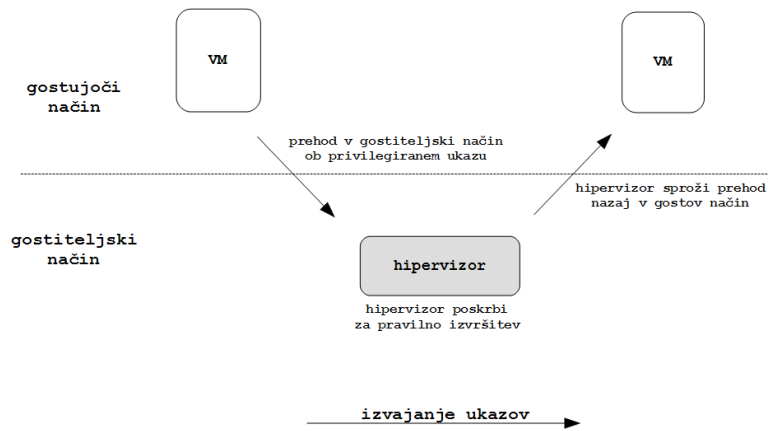 VM
VM
gostujoči
način
prehod v gostiteljski način
ob privilegiranem ukazu
hipervizor sproži prehod
nazaj v gostov način
gostiteljski
način
hipervizor
hipervizor poskrbi
za pravilno izvršitev
izvajanje ukazov